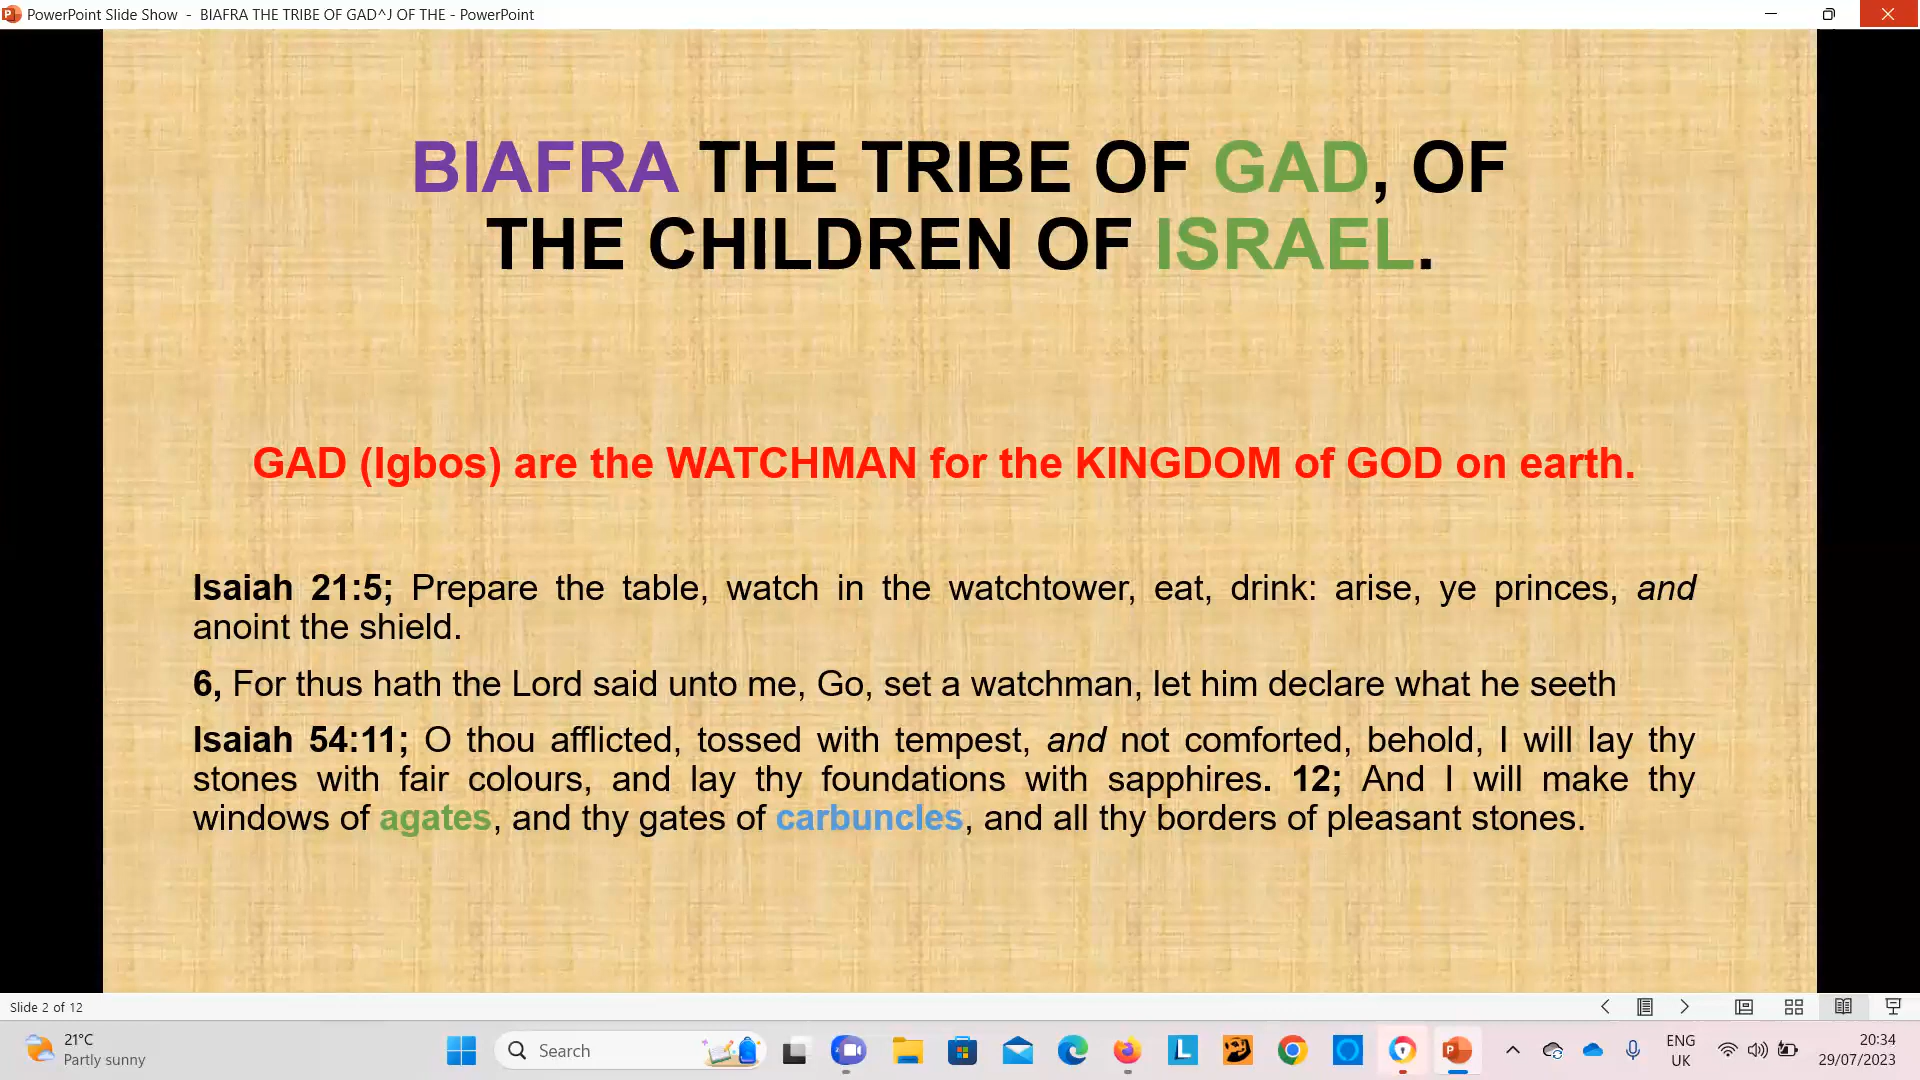 PowerPoint Slide Show - BIAFRA THE TRIBE OF GAD^J OF THE - PowerPoint
BIAFRA THE TRIBE OF GAD, OF
THE CHILDREN OF ISRAEL.
GAD (Igbos) are the WATCHMAN for the KINGDOM of GOD on earth.
Isaiah 21:5; Prepare the table, watch in the watchtower, eat, drink: arise, ye princes, and
anoint the shield.
6, For thus hath the Lord said unto me, Go, set a watchman, let him declare what he seeth
Isaiah 54:11; O thou afflicted, tossed with tempest, and not comforted, behold, I will lay thy
stones with fair colours, and lay thy foundations with sapphires. 12; And I will make thy
windows of agates, and thy gates of carbuncles, and all thy borders of pleasant stones.
Slide 2 of 12
21°C
Partly sunny
Search
ENG
UK
20:34
29/07/2023